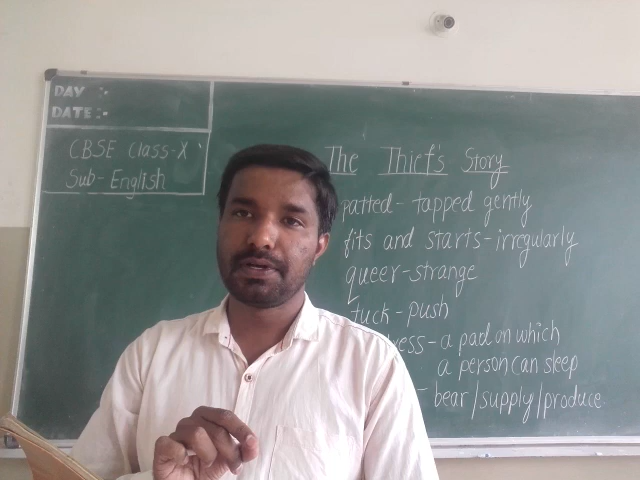 DAY :-
DATE :-
CBSE Class-X
Sub- English
The Thief's Story
patted - tapped gently
fits and starts - irregularly
queer - strange
tuck - push
ress - a pad on which
a person can sleep
- bear / supply / produce